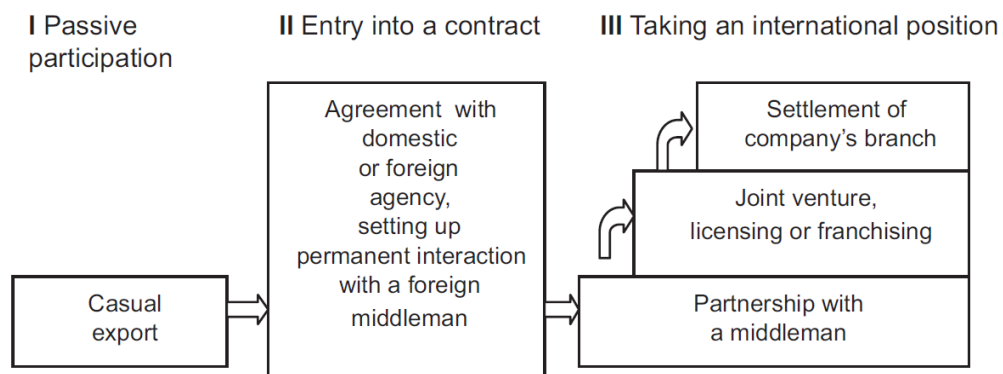 I Passive
participation
II Entry into a contract
III Taking an international position
Casual
export
Agreement with
domestic
or foreign
agency,
setting up
permanent interaction
with a foreign
middleman
Settlement of
company's branch
Joint venture,
licensing or franchising
Partnership with
a middleman